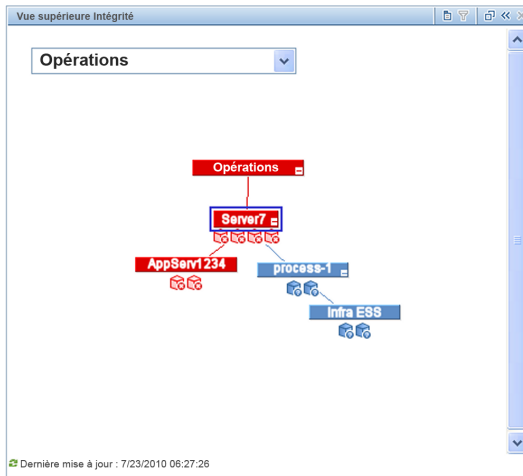 Vue supérieure Intégrité
Opérations
Opérations
Server7
AppServ1234
process-1
Infra ESS
Dernière mise à jour : 7/23/2010 06:27:26